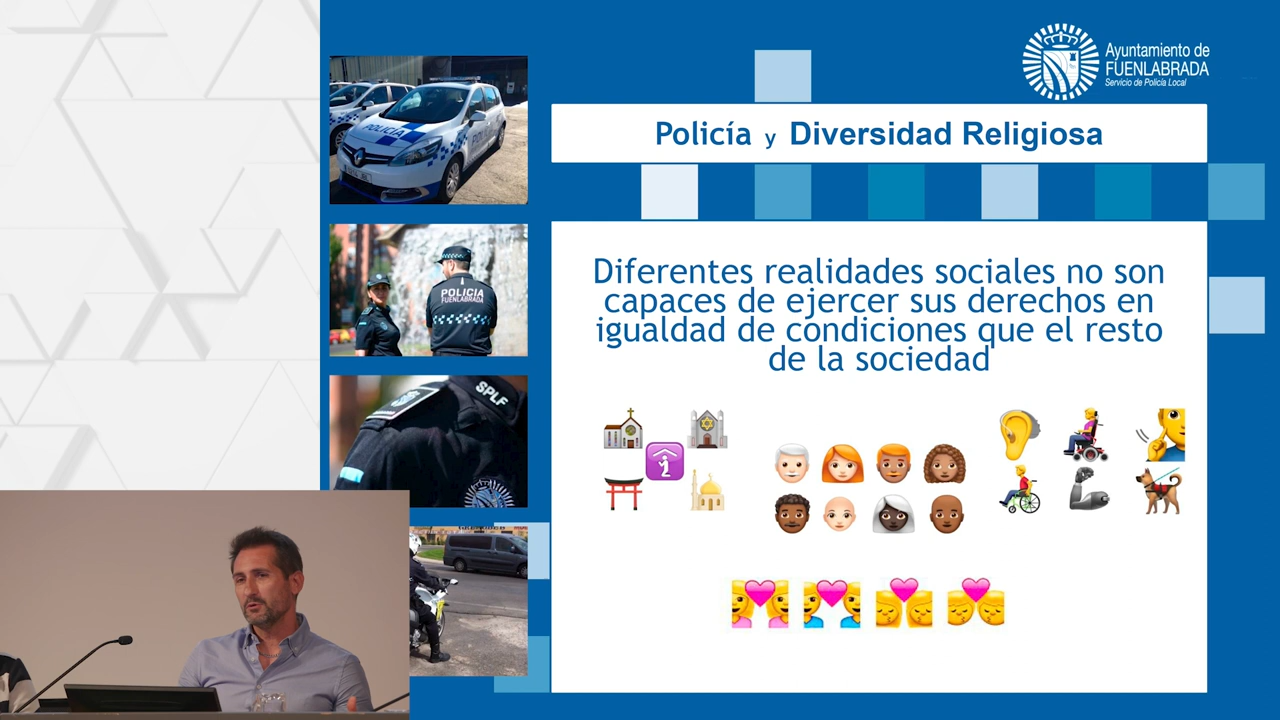 Ayuntamiento de
FUENLABRADA
Servicio de Policía Local
Policía y Diversidad Religiosa
POLICIA
POLICIA
FUENLABRADA
SPLF
Diferentes realidades sociales no son
capaces de ejercer sus derechos en
igualdad de condiciones que el resto
de la sociedad